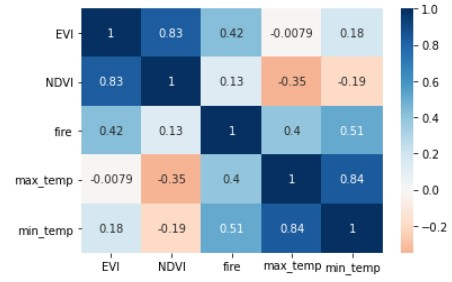 EVI 1 0.83 0.42 -0.0079 0.18
NDVI 0.83 1 0.13 -0.35 -0.19
fire 0.42 0.13 1 0.4 0.51
max_temp -0.0079 -0.35 0.4 1 0.84
min_temp 0.18 -0.19 0.51 0.84 1
EVI NDVI fire max_temp min_temp
1.0
0.8
0.6
0.4
0.2
0.0
−0.2